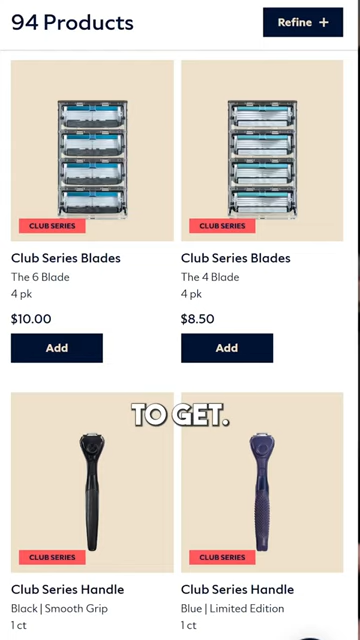 94 Products
Refine +
CLUB SERIES
CLUB SERIES
Club Series Blades
The 6 Blade
4 pk
$10.00
Add
Club Series Blades
The 4 Blade
4 pk
$8.50
Add
TO GET.
CLUB SERIES
CLUB SERIES
Club Series Handle
Black | Smooth Grip
1 ct
Club Series Handle
Blue | Limited Edition
1 ct